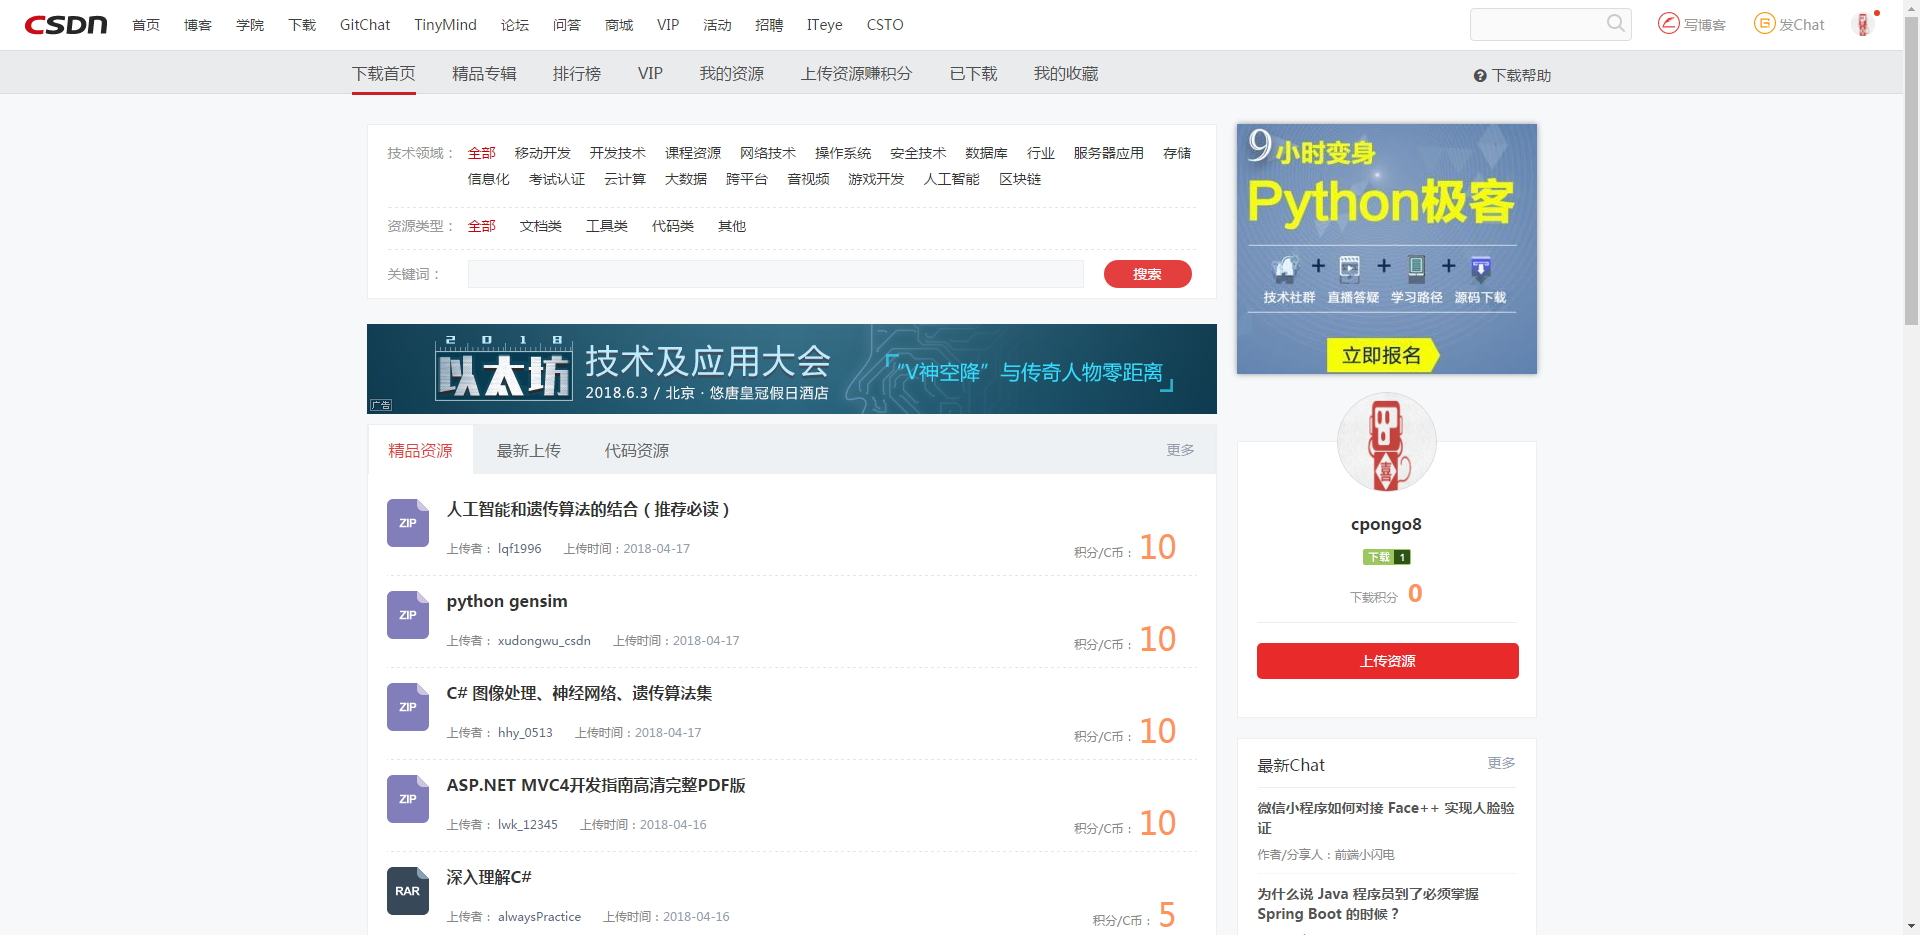 CSDN 首页 博客 学院 下载 GitChat TinyMind 论坛 问答 商城 VIP 活动 招聘 ITeye CSTO 写博客 发Chat
下载首页 精品专辑 排行榜 VIP 我的资源 上传资源赚积分 已下载 我的收藏 下载帮助
技术领域： 全部 移动开发 开发技术 课程资源 网络技术 操作系统 安全技术 数据库 行业 服务器应用 存储
信息化 考试认证 云计算 大数据 跨平台 音视频 游戏开发 人工智能 区块链
资源类型： 全部 文档类 工具类 代码类 其他
关键词： 搜索
2018
以太坊 技术及应用大会
2018.6.3 / 北京 · 悠唐皇冠假日酒店
「“V神空降” 与传奇人物零距离」
广告
精品资源 最新上传 代码资源 更多
ZIP 人工智能和遗传算法的结合（推荐必读）
上传者： lqf1996 上传时间：2018-04-17 积分/C币：10
ZIP python gensim
上传者： xudongwu_csdn 上传时间：2018-04-17 积分/C币：10
ZIP C# 图像处理、神经网络、遗传算法集
上传者： hhy_0513 上传时间：2018-04-17 积分/C币：10
ZIP ASP.NET MVC4开发指南高清完整PDF版
上传者： lwk_12345 上传时间：2018-04-16 积分/C币：10
RAR 深入理解C#
上传者： alwaysPractice 上传时间：2018-04-16 积分/C币：5
9小时变身
Python极客
技术社群 + 直播答疑 + 学习路径 + 源码下载
立即报名
喜
cpongo8
下载 1
下载积分 0
上传资源
最新Chat 更多
微信小程序如何对接 Face++ 实现人脸验
证
作者/分享人：前端小闪电
为什么说 Java 程序员到了必须掌握
Spring Boot 的时候？